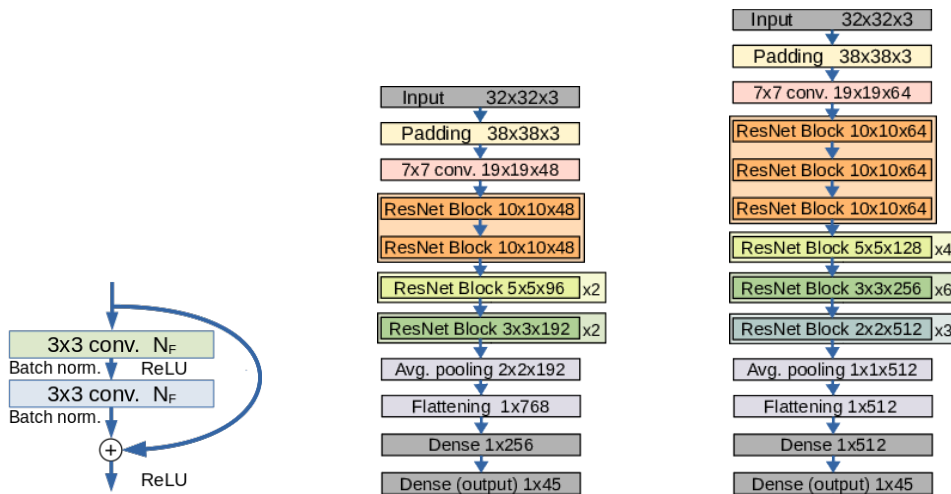 3x3 conv. N_F
Batch norm. ReLU
3x3 conv. N_F
Batch norm.
+
ReLU
Input 32x32x3
Padding 38x38x3
7x7 conv. 19x19x48
ResNet Block 10x10x48
ResNet Block 10x10x48
ResNet Block 5x5x96 x2
ResNet Block 3x3x192 x2
Avg. pooling 2x2x192
Flattening 1x768
Dense 1x256
Dense (output) 1x45
Input 32x32x3
Padding 38x38x3
7x7 conv. 19x19x64
ResNet Block 10x10x64
ResNet Block 10x10x64
ResNet Block 10x10x64
ResNet Block 5x5x128 x4
ResNet Block 3x3x256 x6
ResNet Block 2x2x512 x3
Avg. pooling 1x1x512
Flattening 1x512
Dense 1x512
Dense (output) 1x45